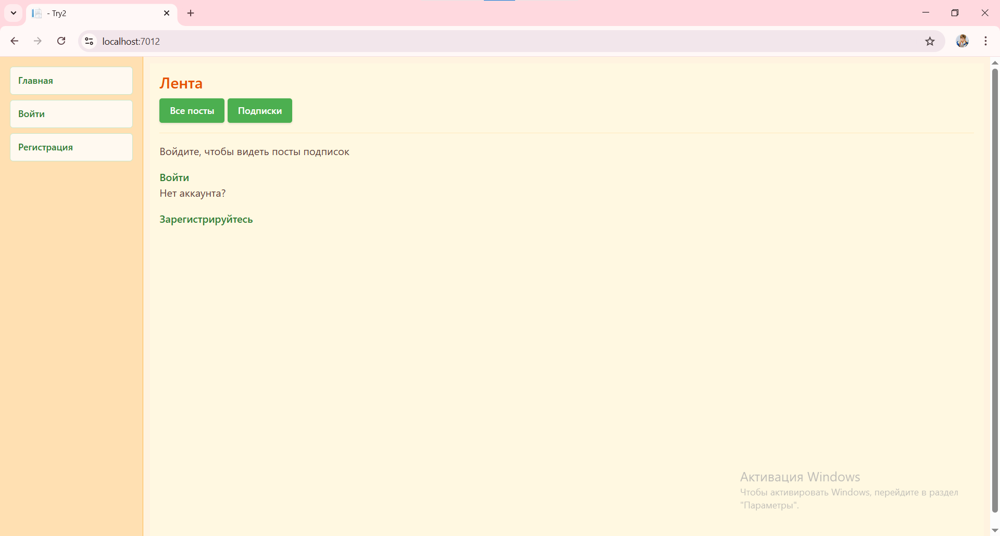 - Try2
localhost:7012
Главная
Войти
Регистрация
Лента
Все посты Подписки
Войдите, чтобы видеть посты подписок
Войти
Нет аккаунта?
Зарегистрируйтесь
Активация Windows
Чтобы активировать Windows, перейдите в раздел
"Параметры".